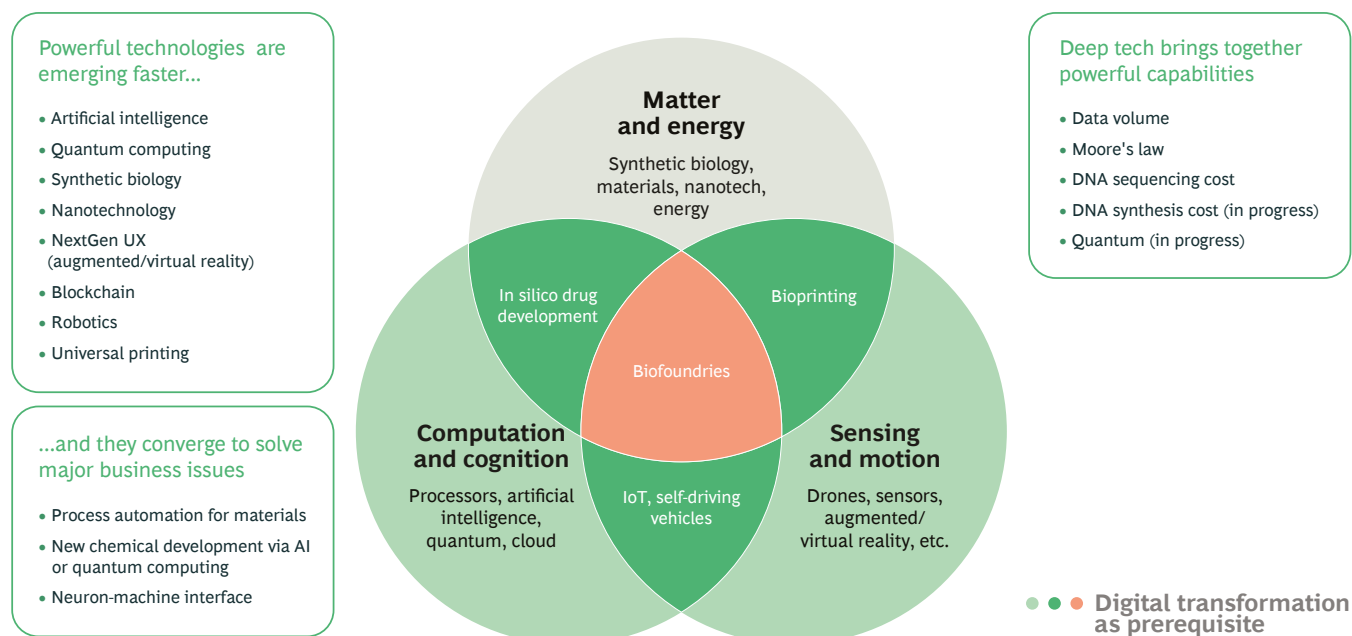 Powerful technologies are
emerging faster...
• Artificial intelligence
• Quantum computing
• Synthetic biology
• Nanotechnology
• NextGen UX
(augmented/virtual reality)
• Blockchain
• Robotics
• Universal printing
...and they converge to solve
major business issues
• Process automation for materials
• New chemical development via AI
or quantum computing
• Neuron-machine interface
Matter
and energy
Synthetic biology,
materials, nanotech,
energy
In silico drug
development
Bioprinting
Biofoundries
Computation
and cognition
Processors, artificial
intelligence,
quantum, cloud
IoT, self-driving
vehicles
Sensing
and motion
Drones, sensors,
augmented/
virtual reality, etc.
Deep tech brings together
powerful capabilities
• Data volume
• Moore's law
• DNA sequencing cost
• DNA synthesis cost (in progress)
• Quantum (in progress)
Digital transformation
as prerequisite